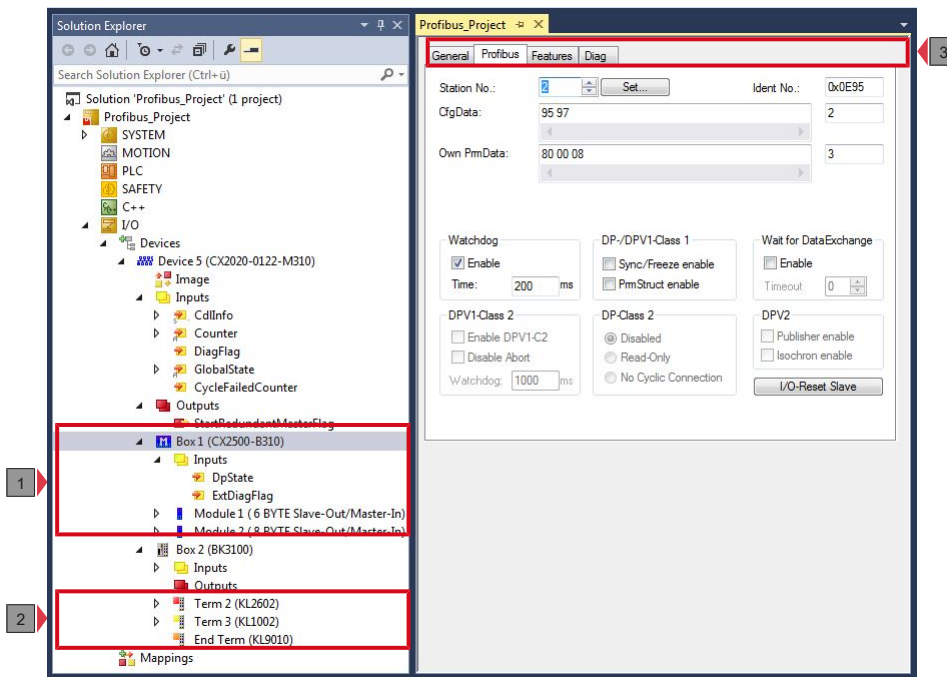 Solution Explorer
Search Solution Explorer (Ctrl+ü)
Solution 'Profibus_Project' (1 project)
Profibus_Project
SYSTEM
MOTION
PLC
SAFETY
C++
I/O
Devices
Device 5 (CX2020-0122-M310)
Image
Inputs
CdlInfo
Counter
DiagFlag
GlobalState
CycleFailedCounter
Outputs
StartRedundantMasterFlag
Box 1 (CX2500-B310)
Inputs
DpState
ExtDiagFlag
Module 1 ( 6 BYTE Slave-Out/Master-In)
Module 2 ( 8 BYTE Slave-Out/Master-In)
Box 2 (BK3100)
Inputs
Outputs
Term 2 (KL2602)
Term 3 (KL1002)
End Term (KL9010)
Mappings
1
2
Profibus_Project
General Profibus Features Diag
3
Station No.: 2 Set... Ident No.: 0x0E95
CfgData: 95 97 2
Own PrmData: 80 00 08 3
Watchdog
Enable
Time: 200 ms
DP-/DPV1-Class 1
Sync/Freeze enable
PrmStruct enable
Wait for DataExchange
Enable
Timeout 0
DPV1-Class 2
Enable DPV1-C2
Disable Abort
Watchdog: 1000 ms
DP-Class 2
Disabled
Read-Only
No Cyclic Connection
DPV2
Publisher enable
Isochron enable
I/O-Reset Slave